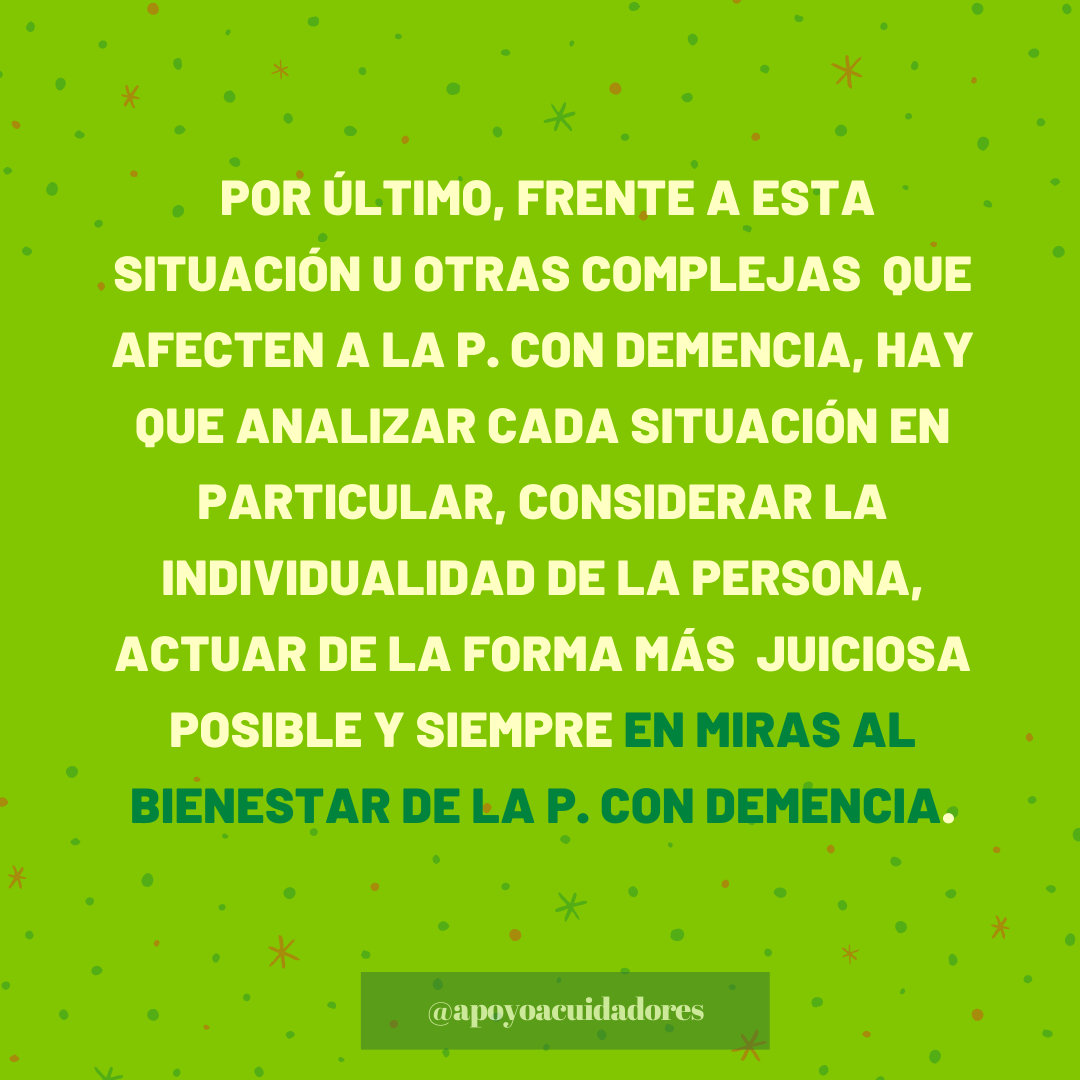 POR ÚLTIMO, FRENTE A ESTA
SITUACIÓN U OTRAS COMPLEJAS QUE
AFECTEN A LA P. CON DEMENCIA, HAY
QUE ANALIZAR CADA SITUACIÓN EN
PARTICULAR, CONSIDERAR LA
INDIVIDUALIDAD DE LA PERSONA,
ACTUAR DE LA FORMA MÁS JUICIOSA
POSIBLE Y SIEMPRE EN MIRAS AL
BIENESTAR DE LA P. CON DEMENCIA.
@apoyoacuidadores